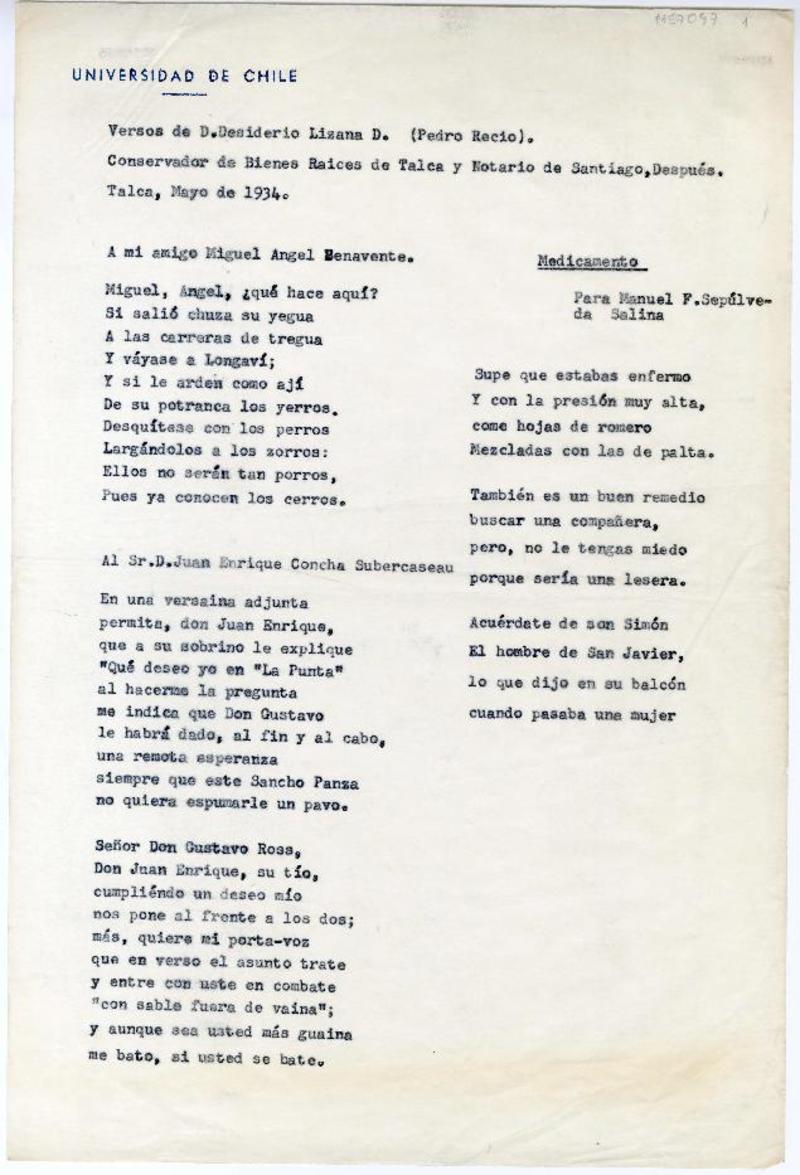 ME7097 1
UNIVERSIDAD DE CHILE
Versos de D.Desiderio Lizana D. (Pedro Recio).
Conservador de Bienes Raices de Talca y Notario de Santiago,Después.
Talca, Mayo de 1934.
A mi amigo Miguel Angel Benavente.
Miguel, Angel, ¿qué hace aquí?
Si salió chuza su yegua
A las carreras de tregua
Y váyase a Longaví;
Y si le arden como ají
De su potranca los yerros.
Desquítese con los perros
Largándolos a los zorros:
Ellos no serán tan porros,
Pues ya conocen los cerros.
Al Sr.D.Juan Enrique Concha Subercaseau
En una versaina adjunta
permita, don Juan Enrique,
que a su sobrino le explique
"Qué deseo yo en "La Punta"
al hacerme la pregunta
me indica que Don Gustavo
le habrá dado, al fin y al cabo,
una remota esperanza
siempre que este Sancho Panza
no quiera espumarle un pavo.
Señor Don Gustavo Ross,
Don Juan Enrique, su tío,
cumpliéndo un deseo mío
nos pone al frente a los dos;
más, quiere mi porta-voz
que en verso el asunto trate
y entre con uste en combate
"con sable fuera de vaina";
y aunque sea usted más guaina
me bato, si usted se bate.
Medicamento
Para Manuel F.Sepúlve-
da Salina
Supe que estabas enfermo
Y con la presión muy alta,
come hojas de romero
Mezcladas con las de palta.
También es un buen remedio
buscar una compañera,
pero, no le tengas miedo
porque sería una lesera.
Acuérdate de son Simón
El hombre de San Javier,
lo que dijo en su balcón
cuando pasaba una mujer